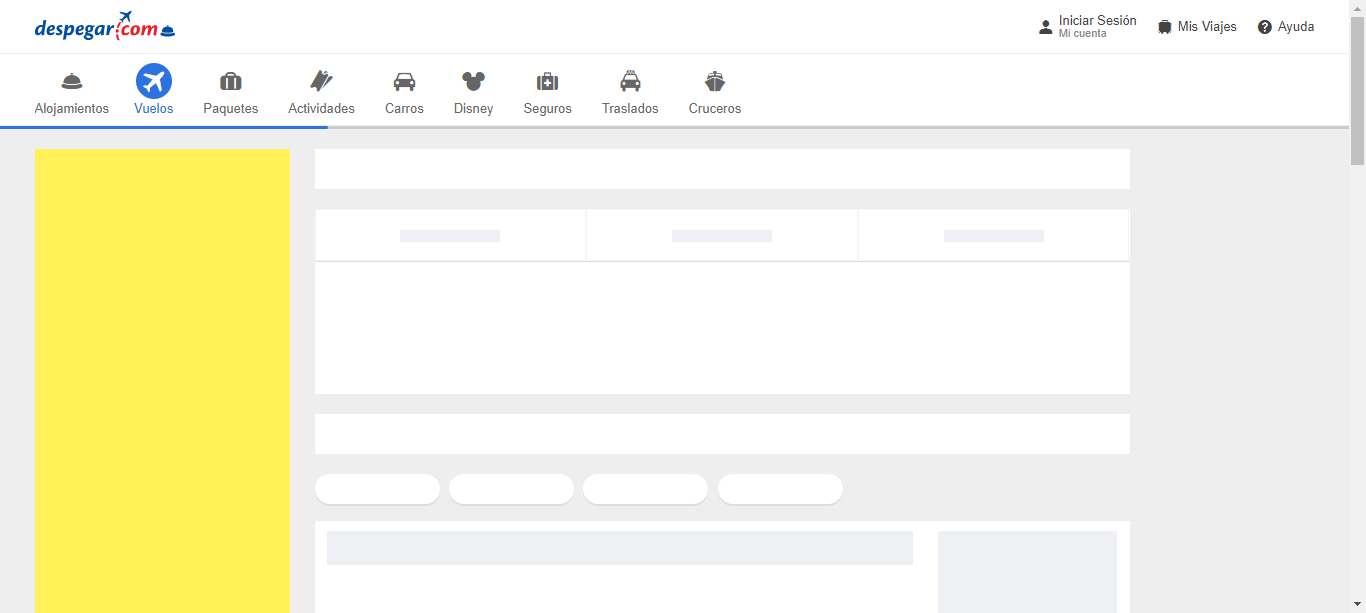 despegar.com
Iniciar Sesión
Mi cuenta
Mis Viajes
Ayuda
Alojamientos
Vuelos
Paquetes
Actividades
Carros
Disney
Seguros
Traslados
Cruceros